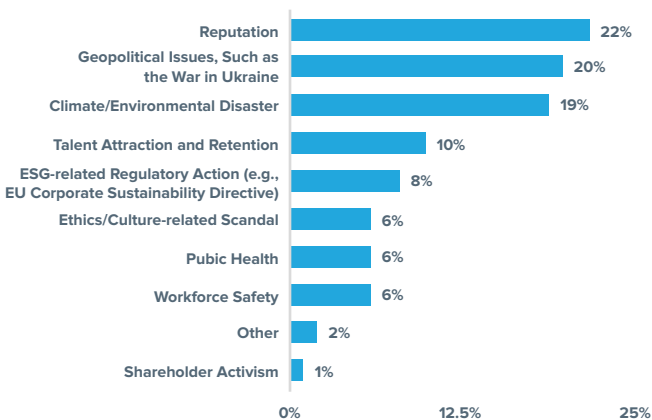 Reputation 22%
Geopolitical Issues, Such as
the War in Ukraine 20%
Climate/Environmental Disaster 19%
Talent Attraction and Retention 10%
ESG-related Regulatory Action (e.g.,
EU Corporate Sustainability Directive) 8%
Ethics/Culture-related Scandal 6%
Pubic Health 6%
Workforce Safety 6%
Other 2%
Shareholder Activism 1%
0% 12.5% 25%